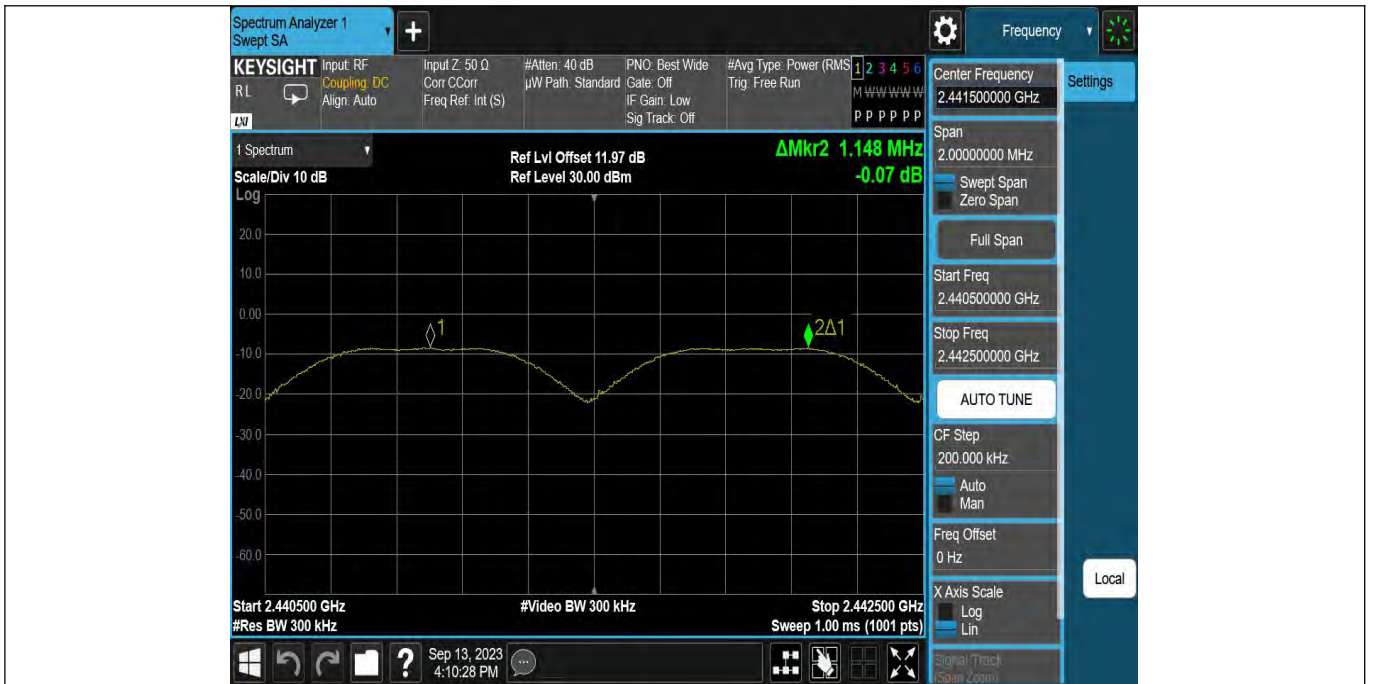 Spectrum Analyzer 1
Swept SA
+
Frequency
KEYSIGHT
RL
LXI
Input: RF
Coupling: DC
Align: Auto
Input Z: 50 Ω
Corr CCorr
Freq Ref: Int (S)
#Atten: 40 dB
µW Path: Standard
PNO: Best Wide
Gate: Off
IF Gain: Low
Sig Track: Off
#Avg Type: Power (RMS
Trig: Free Run
1 2 3 4 5 6
M W W W W W
P P P P P P
1 Spectrum
Scale/Div 10 dB
Log
Ref Lvl Offset 11.97 dB
Ref Level 30.00 dBm
ΔMkr2 1.148 MHz
-0.07 dB
20.0
10.0
0.00
-10.0
-20.0
-30.0
-40.0
-50.0
-60.0
1
2Δ1
Start 2.440500 GHz
#Res BW 300 kHz
#Video BW 300 kHz
Stop 2.442500 GHz
Sweep 1.00 ms (1001 pts)
Center Frequency
2.441500000 GHz
Settings
Span
2.00000000 MHz
Swept Span
Zero Span
Full Span
Start Freq
2.440500000 GHz
Stop Freq
2.442500000 GHz
AUTO TUNE
CF Step
200.000 kHz
Auto
Man
Freq Offset
0 Hz
Local
X Axis Scale
Log
Lin
Signal Track
(Span Zoom)
?
Sep 13, 2023
4:10:28 PM